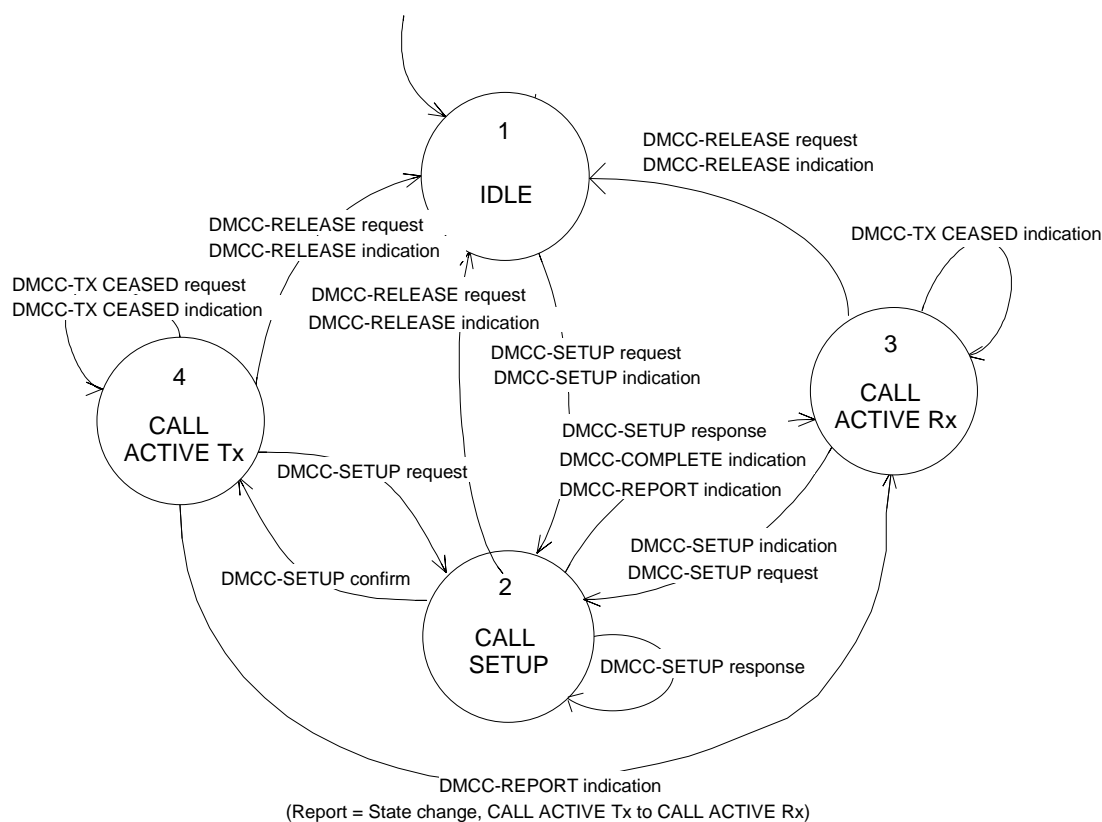 1
IDLE
DMCC-RELEASE request
DMCC-RELEASE indication
DMCC-RELEASE request
DMCC-RELEASE indication
DMCC-TX CEASED indication
DMCC-TX CEASED request
DMCC-TX CEASED indication
DMCC-RELEASE request
DMCC-RELEASE indication
DMCC-SETUP request
DMCC-SETUP indication
3
CALL
ACTIVE Rx
4
CALL
ACTIVE Tx
DMCC-SETUP response
DMCC-COMPLETE indication
DMCC-REPORT indication
DMCC-SETUP request
DMCC-SETUP indication
DMCC-SETUP request
DMCC-SETUP confirm
2
CALL
SETUP
DMCC-SETUP response
DMCC-REPORT indication
(Report = State change, CALL ACTIVE Tx to CALL ACTIVE Rx)